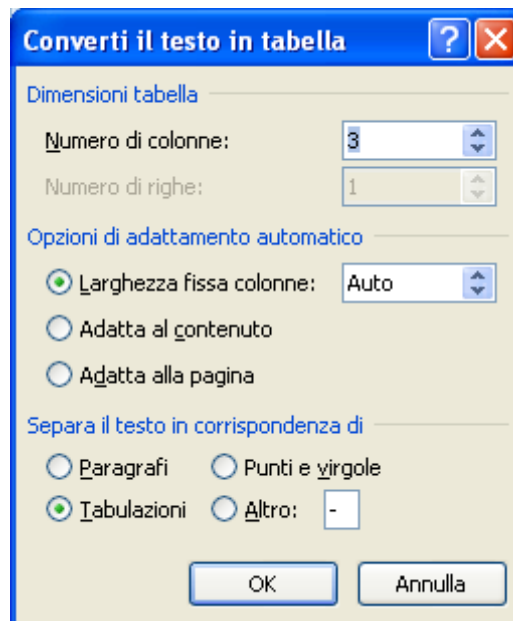 Converti il testo in tabella
Dimensioni tabella
Numero di colonne: 3
Numero di righe: 1
Opzioni di adattamento automatico
Larghezza fissa colonne: Auto
Adatta al contenuto
Adatta alla pagina
Separa il testo in corrispondenza di
Paragrafi Punti e virgole
Tabulazioni Altro: -
OK Annulla